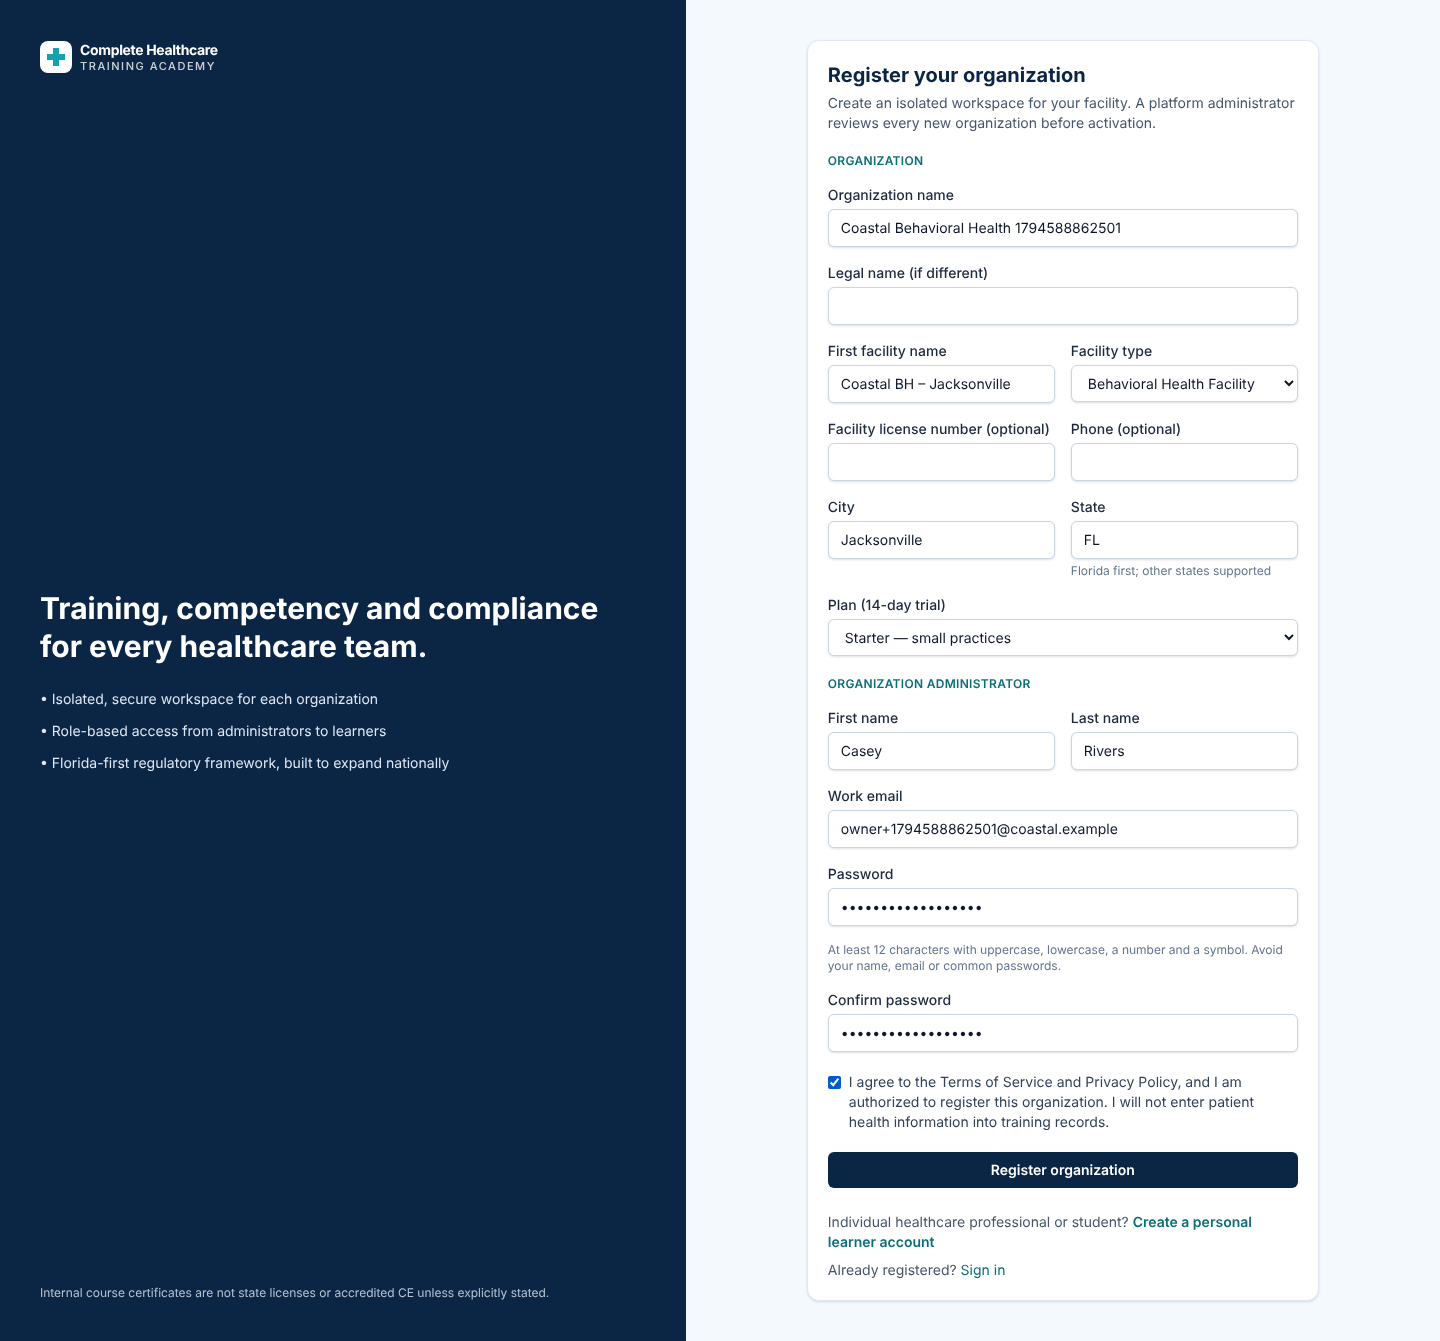 Complete Healthcare
TRAINING ACADEMY
Training, competency and compliance
for every healthcare team.
• Isolated, secure workspace for each organization
• Role-based access from administrators to learners
• Florida-first regulatory framework, built to expand nationally
Internal course certificates are not state licenses or accredited CE unless explicitly stated.
Register your organization
Create an isolated workspace for your facility. A platform administrator
reviews every new organization before activation.
ORGANIZATION
Organization name
Coastal Behavioral Health 1794588862501
Legal name (if different)
First facility name
Facility type
Coastal BH – Jacksonville
Behavioral Health Facility
Facility license number (optional)
Phone (optional)
City
State
Jacksonville
FL
Florida first; other states supported
Plan (14-day trial)
Starter — small practices
ORGANIZATION ADMINISTRATOR
First name
Last name
Casey
Rivers
Work email
owner+1794588862501@coastal.example
Password
••••••••••••••••••
At least 12 characters with uppercase, lowercase, a number and a symbol. Avoid
your name, email or common passwords.
Confirm password
••••••••••••••••••
I agree to the Terms of Service and Privacy Policy, and I am
authorized to register this organization. I will not enter patient
health information into training records.
Register organization
Individual healthcare professional or student? Create a personal
learner account
Already registered? Sign in